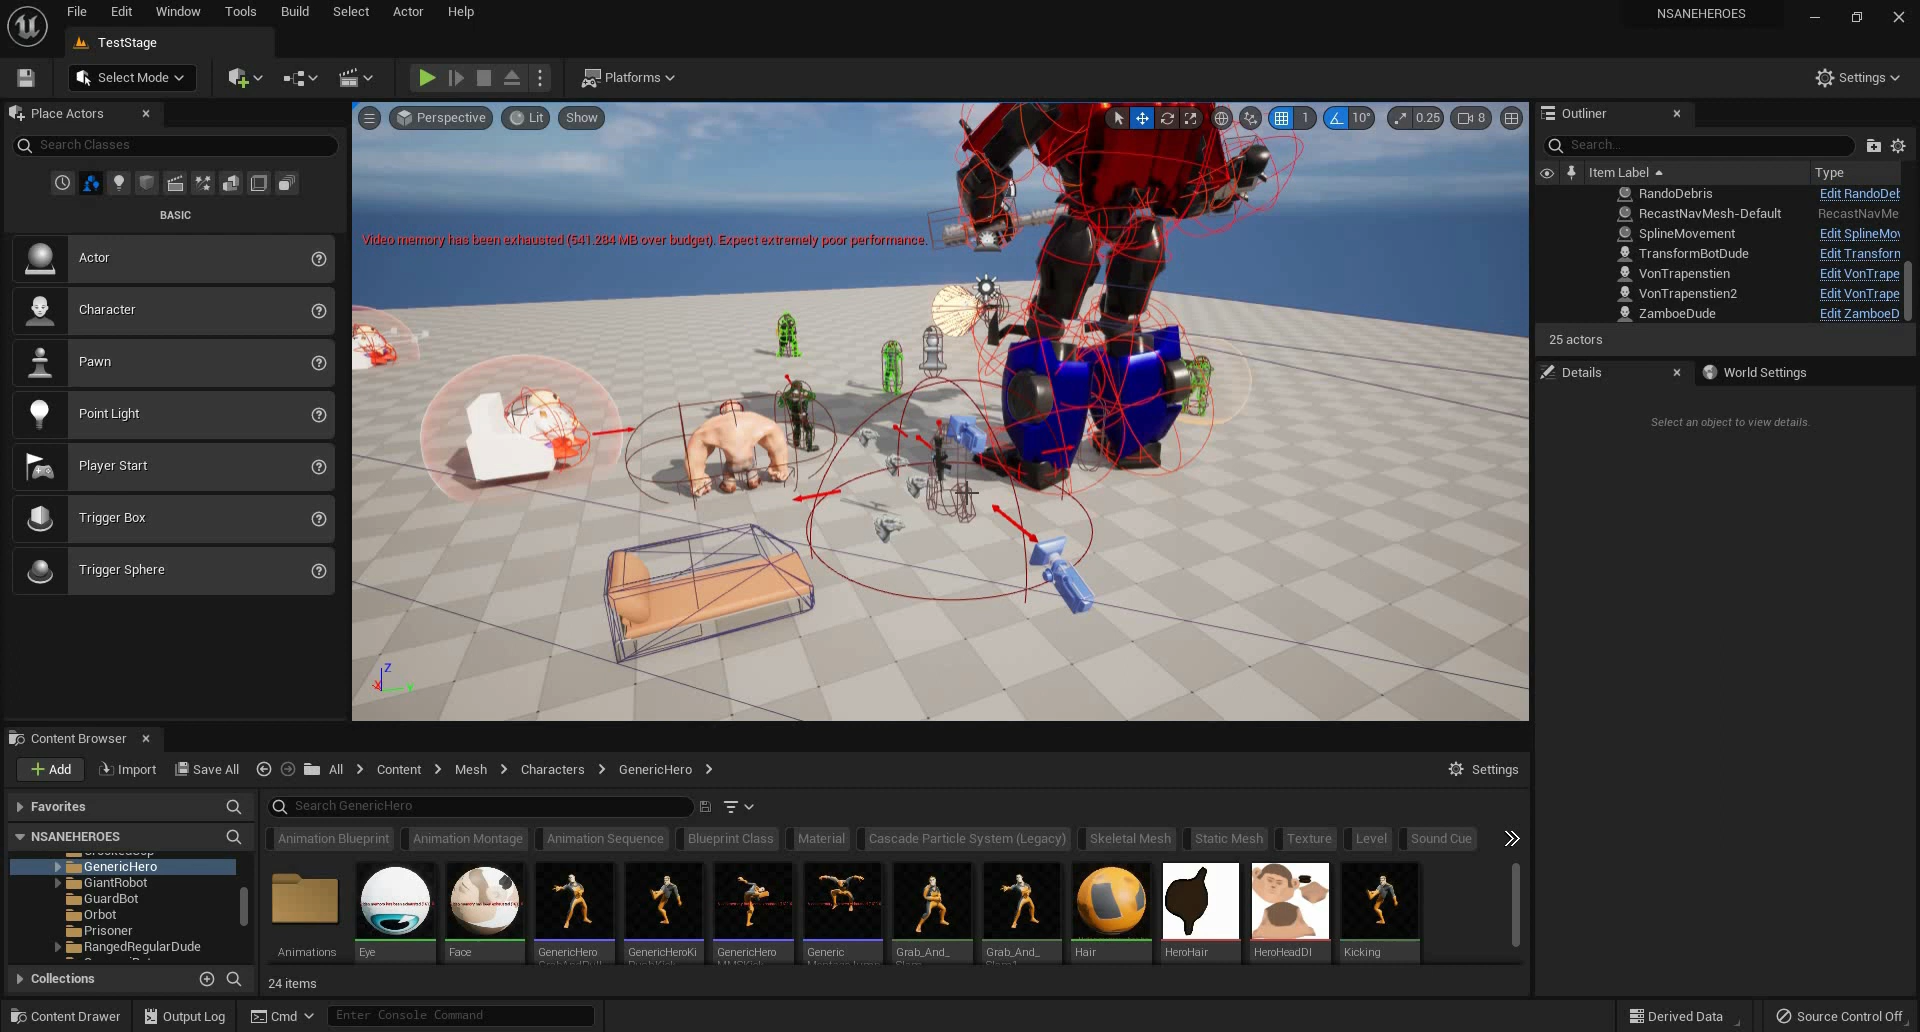 File Edit Window Tools Build Select Actor Help
NSANEHEROES
TestStage
Select Mode
Platforms
Settings
Place Actors
Search Classes
BASIC
Actor
Character
Pawn
Point Light
Player Start
Trigger Box
Trigger Sphere
Perspective Lit Show
1 10° 0.25 8
Video memory has been exhausted (541.284 MB over budget). Expect extremely poor performance.
Z
X Y
Outliner
Search...
Item Label Type
RandoDebris Edit RandoDeb
RecastNavMesh-Default RecastNavMe
SplineMovement Edit SplineMov
TransformBotDude Edit Transform
VonTrapenstien Edit VonTrape
VonTrapenstien2 Edit VonTrape
ZamboeDude Edit ZamboeD
25 actors
Details World Settings
Select an object to view details.
Content Browser
Add Import Save All All Content Mesh Characters GenericHero Settings
Favorites
NSANEHEROES
GenericHero
GiantRobot
GuardBot
Orbot
Prisoner
RangedRegularDude
Collections
Search GenericHero
Animation Blueprint Animation Montage Animation Sequence Blueprint Class Material Cascade Particle System (Legacy) Skeletal Mesh Static Mesh Texture Level Sound Cue
Animations Eye Face GenericHero GenericHeroKi GenericHero Generic Grab_And_ Grab_And_ Hair HeroHair HeroHeadDI Kicking
24 items
Content Drawer Output Log Cmd Enter Console Command Derived Data Source Control Off